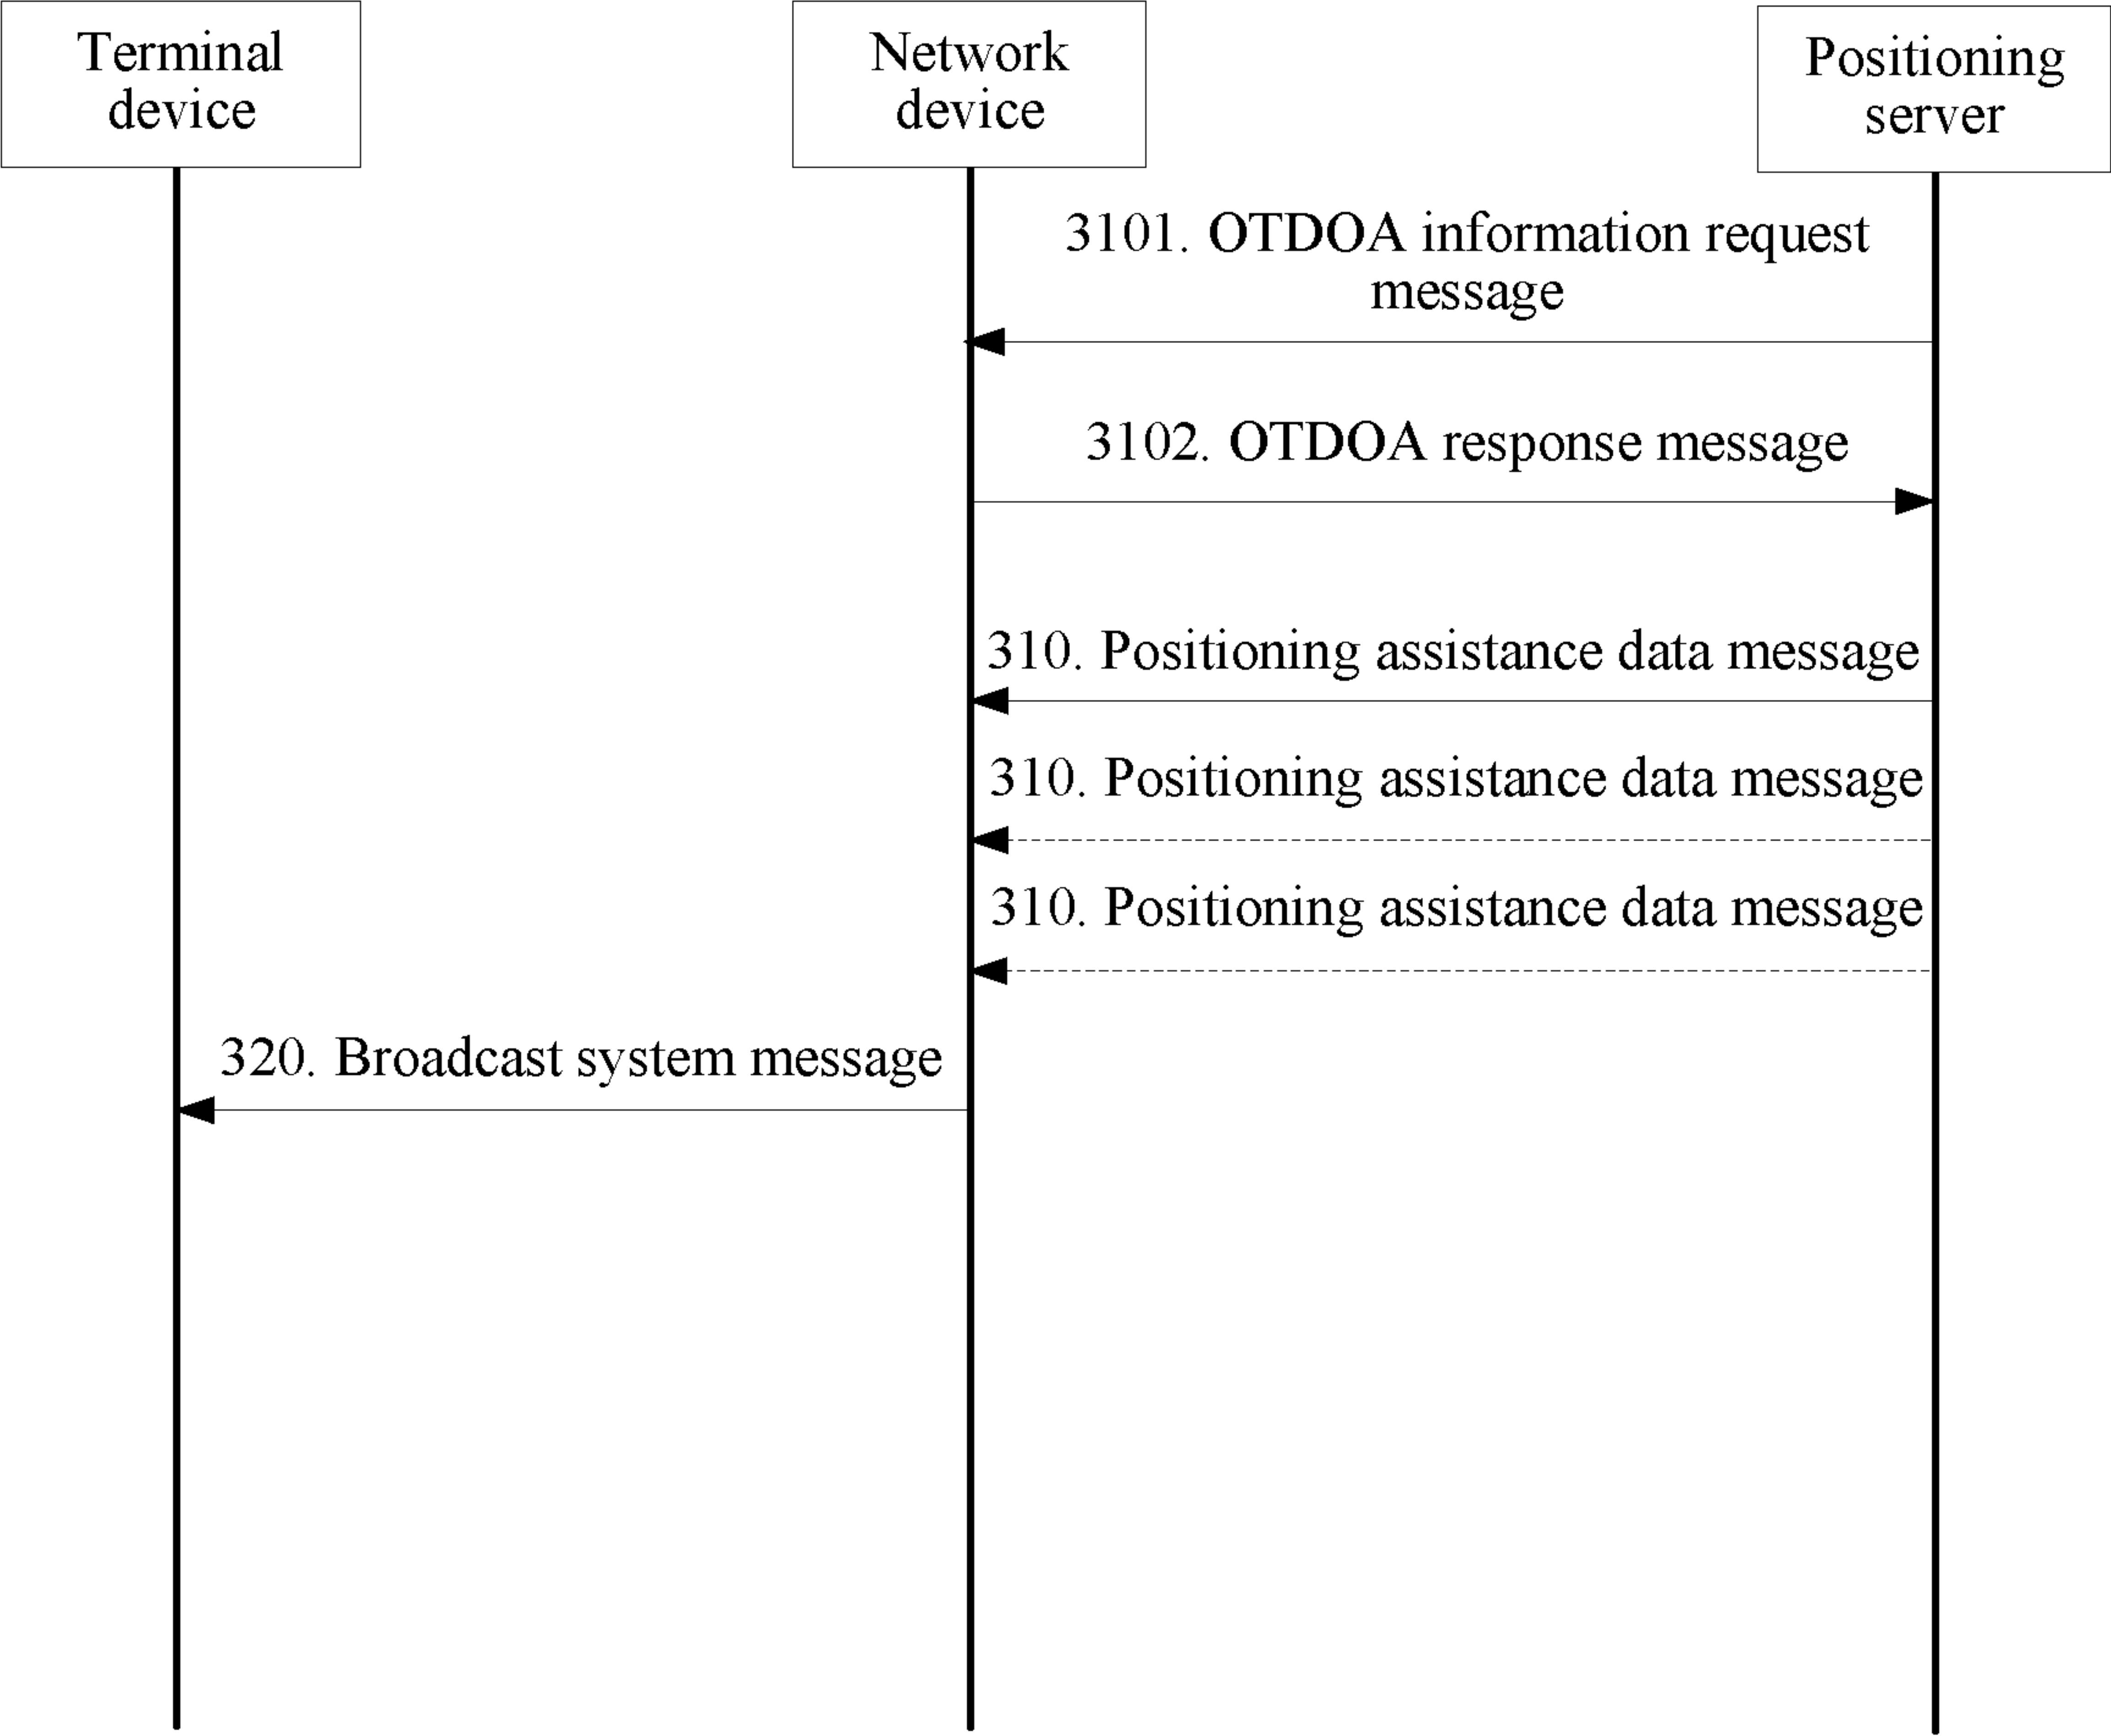 Terminal
device
Network
device
Positioning
server
3101. OTDOA information request
message
3102. OTDOA response message
310. Positioning assistance data message
310. Positioning assistance data message
310. Positioning assistance data message
320. Broadcast system message